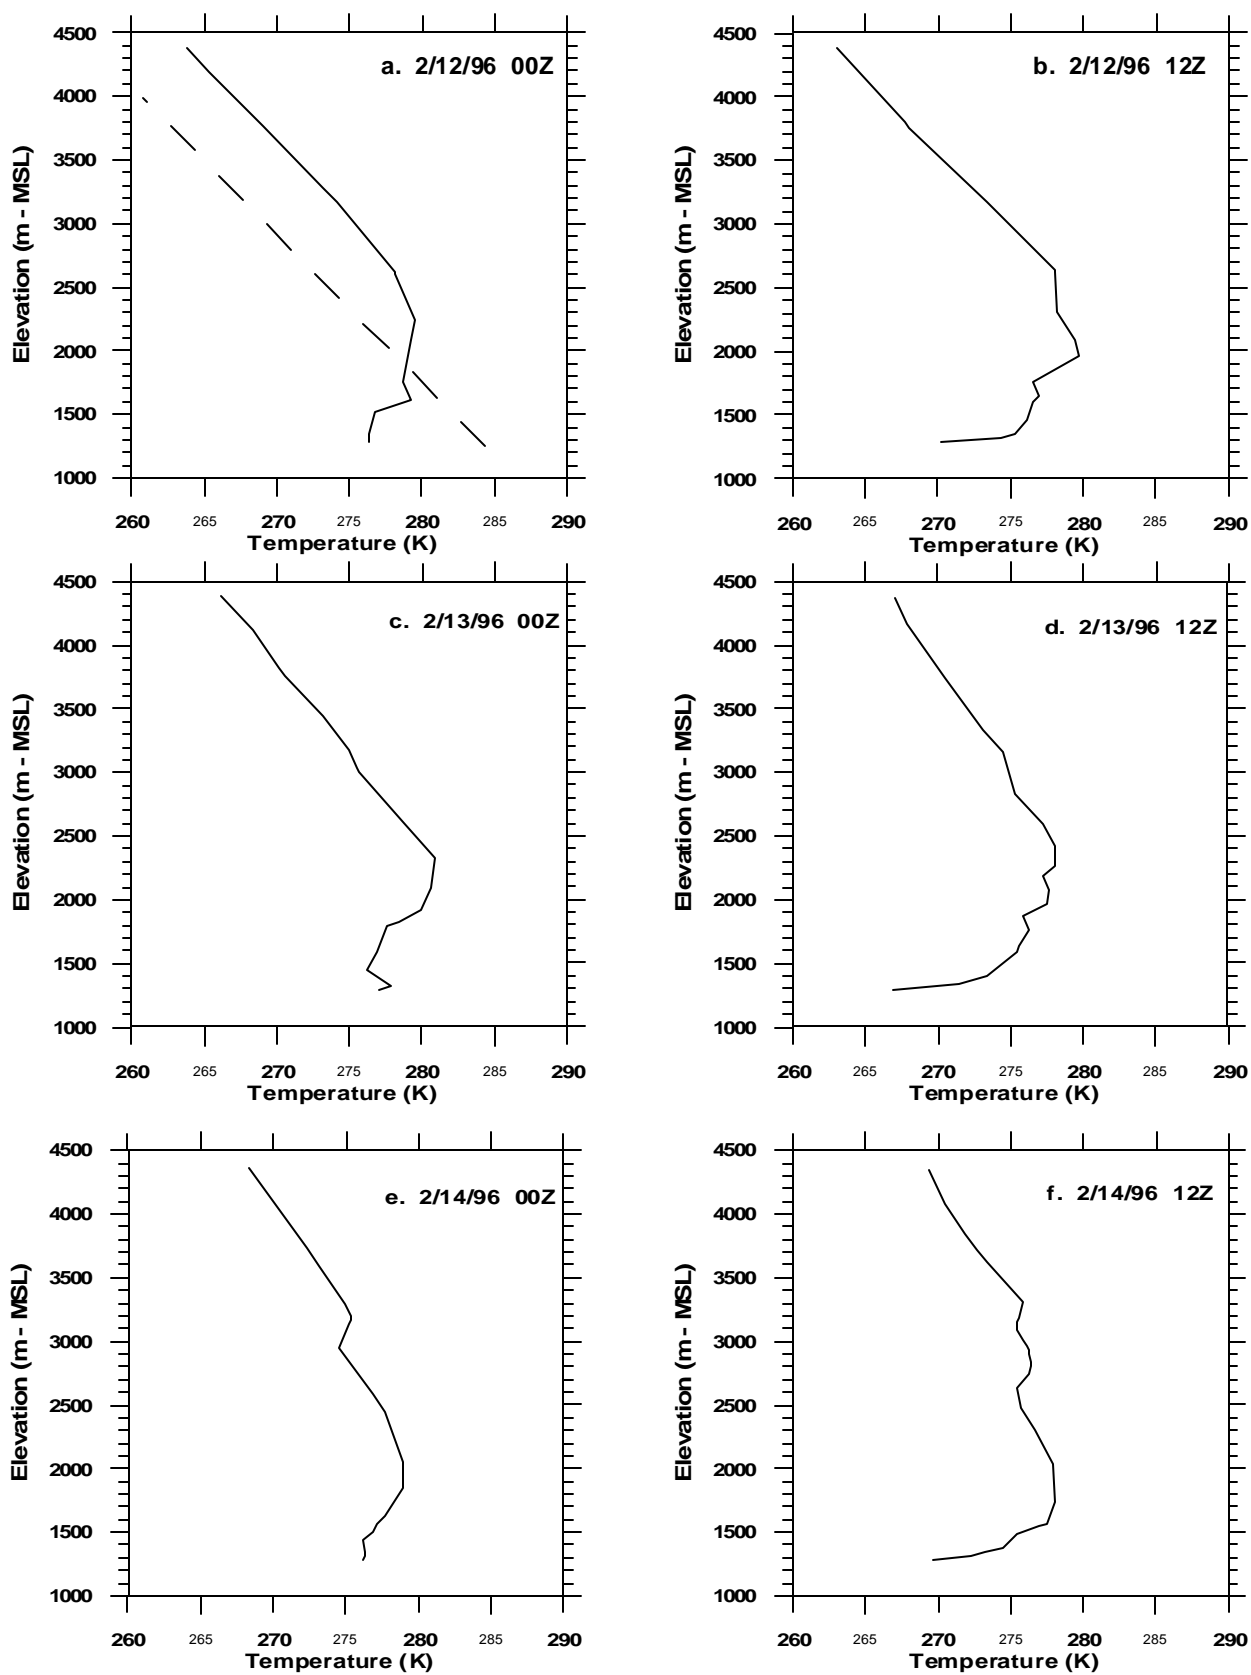 4500
4000
3500
3000
2500
2000
1500
1000
Elevation (m - MSL)
a. 2/12/96 00Z
260 265 270 275 280 285 290
Temperature (K)
4500
4000
3500
3000
2500
2000
1500
1000
Elevation (m - MSL)
b. 2/12/96 12Z
260 265 270 275 280 285 290
Temperature (K)
4500
4000
3500
3000
2500
2000
1500
1000
Elevation (m - MSL)
c. 2/13/96 00Z
260 265 270 275 280 285 290
Temperature (K)
4500
4000
3500
3000
2500
2000
1500
1000
Elevation (m - MSL)
d. 2/13/96 12Z
260 265 270 275 280 285 290
Temperature (K)
4500
4000
3500
3000
2500
2000
1500
1000
Elevation (m - MSL)
e. 2/14/96 00Z
260 265 270 275 280 285 290
Temperature (K)
4500
4000
3500
3000
2500
2000
1500
1000
Elevation (m - MSL)
f. 2/14/96 12Z
260 265 270 275 280 285 290
Temperature (K)